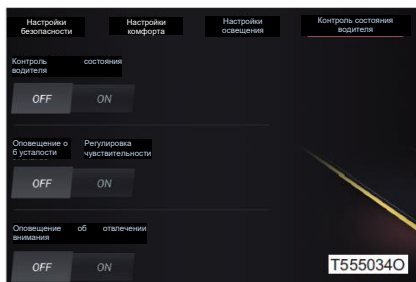 Настройки безопасности
Настройки комфорта
Настройки освещения
Контроль состояния водителя
Контроль состояния
водителя
OFF ON
Оповещение о Регулировка
б усталости чувствительности
OFF ON
Оповещение об отвлечении
внимания
OFF ON
T555034O